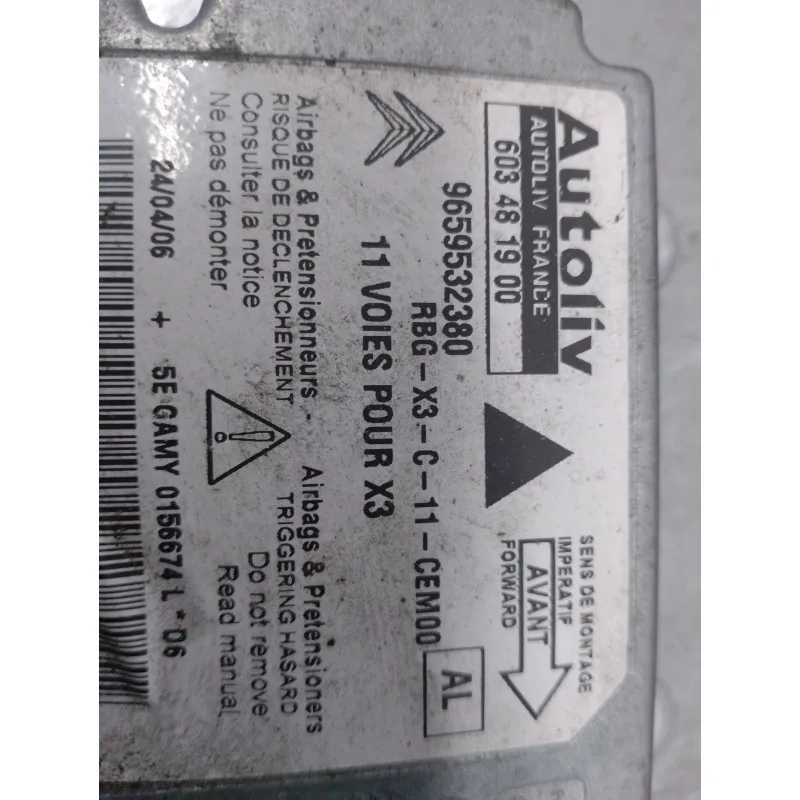 Autoliv
AUTOLIV FRANCE
603 48 19 00
SENS DE MONTAGE
IMPERATIF
AVANT
FORWARD
9659532380
RBG-X3-C-11-CEM00
AL
11 VOIES POUR X3
Airbags & Pretensionneurs - Airbags & Pretensioners
RISQUE DE DECLENCHEMENT
TRIGGERING HASARD
Consulter la notice
Do not remove
Ne pas démonter
Read manual
24/04/06 + 5E GAMY 0156674 L *D6